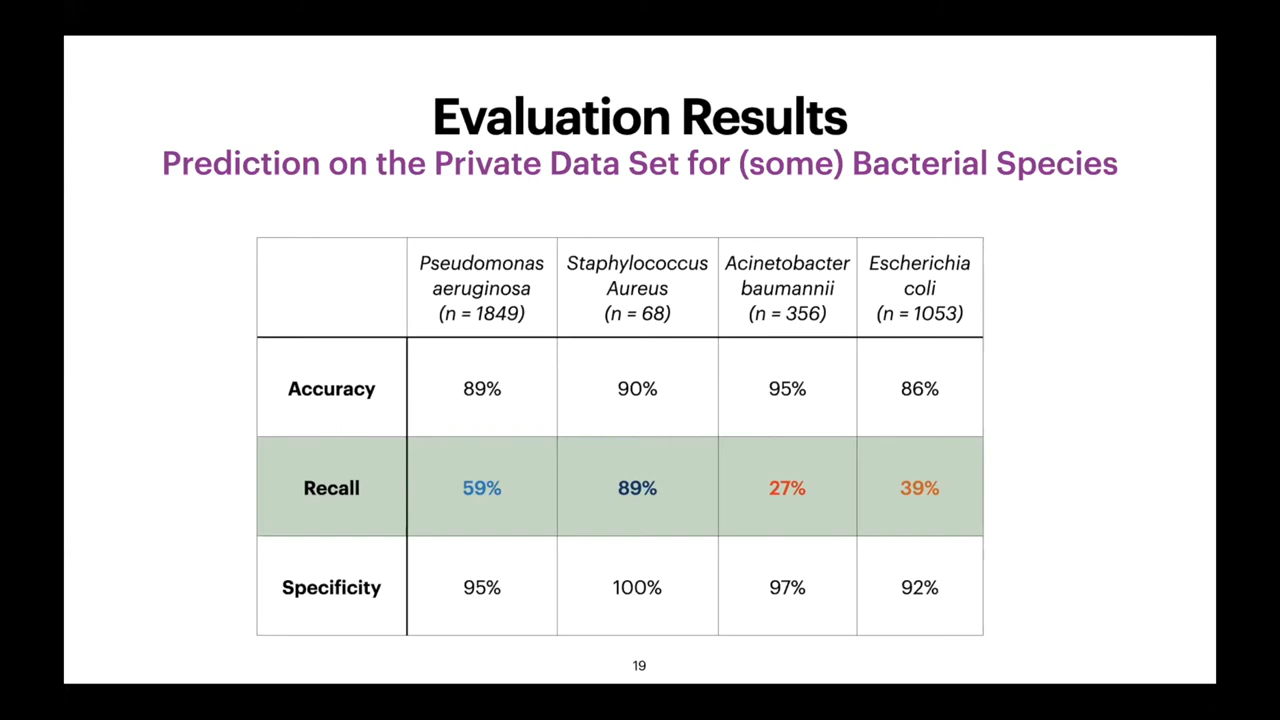 Evaluation Results
Prediction on the Private Data Set for (some) Bacterial Species
Pseudomonas aeruginosa (n = 1849) Staphylococcus Aureus (n = 68) Acinetobacter baumannii (n = 356) Escherichia coli (n = 1053)
Accuracy 89% 90% 95% 86%
Recall 59% 89% 27% 39%
Specificity 95% 100% 97% 92%
19